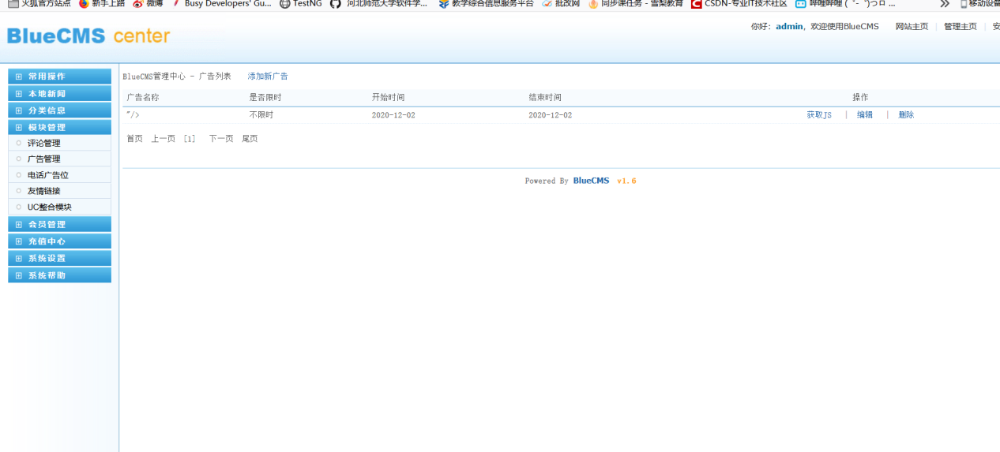 火狐官方站点 新手上路 微博 Busy Developers' Gu... TestNG 河北师范大学软件学... 教学综合信息服务平台 批改网 同步课任务 - 雪梨教育 CSDN-专业IT技术社区 哔哩哔哩 ( ゜- ゜)つロ ... 移动设备
BlueCMS center
你好：admin，欢迎使用BlueCMS 网站主页 | 管理主页 | 安
常用操作
本地新闻
分类信息
模块管理
评论管理
广告管理
电话广告位
友情链接
UC整合模块
会员管理
充值中心
系统设置
系统帮助
BlueCMS管理中心 - 广告列表 添加新广告
广告名称 是否限时 开始时间 结束时间 操作
"/> 不限时 2020-12-02 2020-12-02 获取JS | 编辑 | 删除
首页 上一页 [1] 下一页 尾页
Powered By BlueCMS v1.6